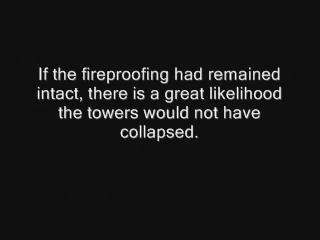 If the fireproofing had remained
intact, there is a great likelihood
the towers would not have
collapsed.